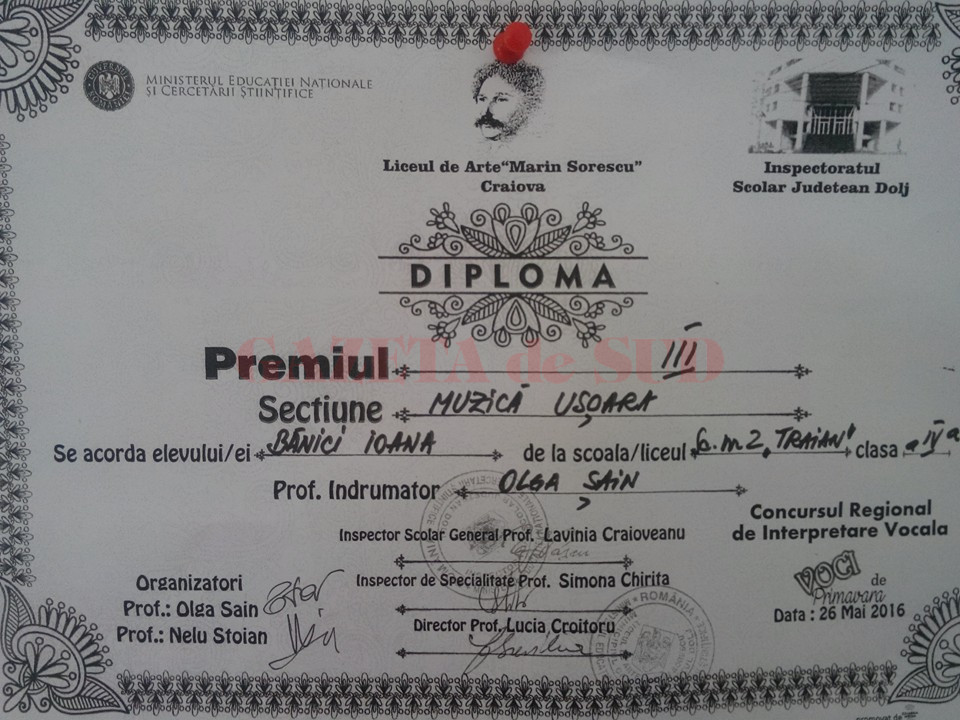 MINISTERUL EDUCAȚIEI NAȚIONALE
ȘI CERCETĂRII ȘTIINȚIFICE
Liceul de Arte“Marin Sorescu”
Craiova
Inspectoratul
Scolar Judetean Dolj
DIPLOMA
GAZETA de SUD
Premiul III
Sectiune MUZICĂ UȘOARA
Se acorda elevului/ei BĂNICI IOANA de la scoala/liceul "TRAIAN" clasa a IV a
Prof. Indrumator OLGA ȘAIN
Concursul Regional
de Interpretare Vocala
Inspector Scolar General Prof. Lavinia Craioveanu
VOCI de
Primavara
Data : 26 Mai 2016
Inspector de Specialitate Prof. Simona Chirita
Organizatori
Prof.: Olga Sain
Prof.: Nelu Stoian
Director Prof. Lucia Croitoru
ROMÂNIA